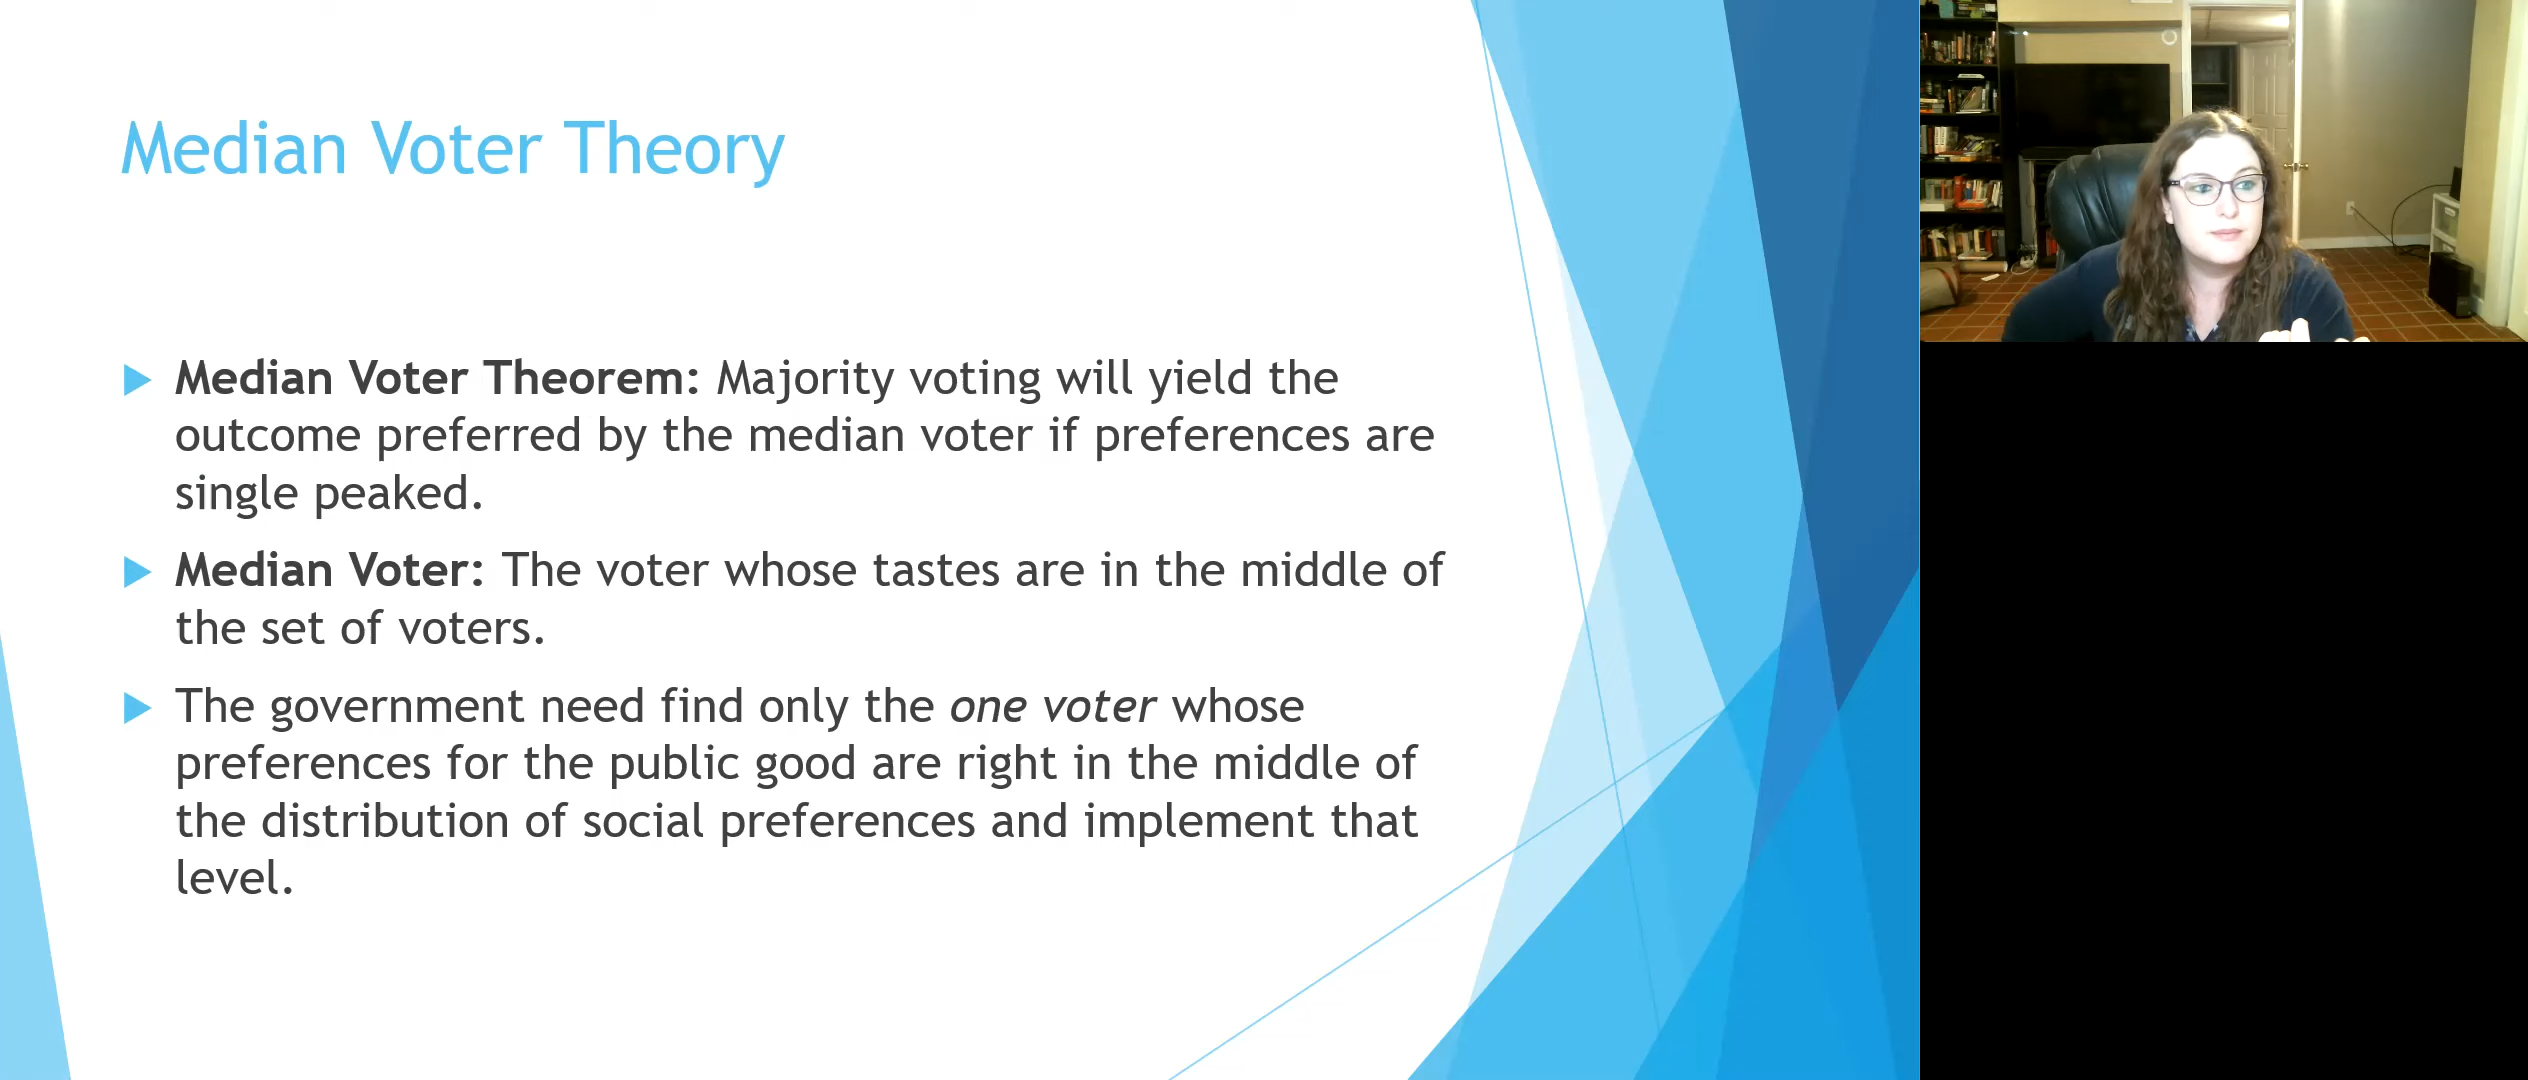 Median Voter Theory
Median Voter Theorem: Majority voting will yield the
outcome preferred by the median voter if preferences are
single peaked.
Median Voter: The voter whose tastes are in the middle of
the set of voters.
The government need find only the one voter whose
preferences for the public good are right in the middle of
the distribution of social preferences and implement that
level.